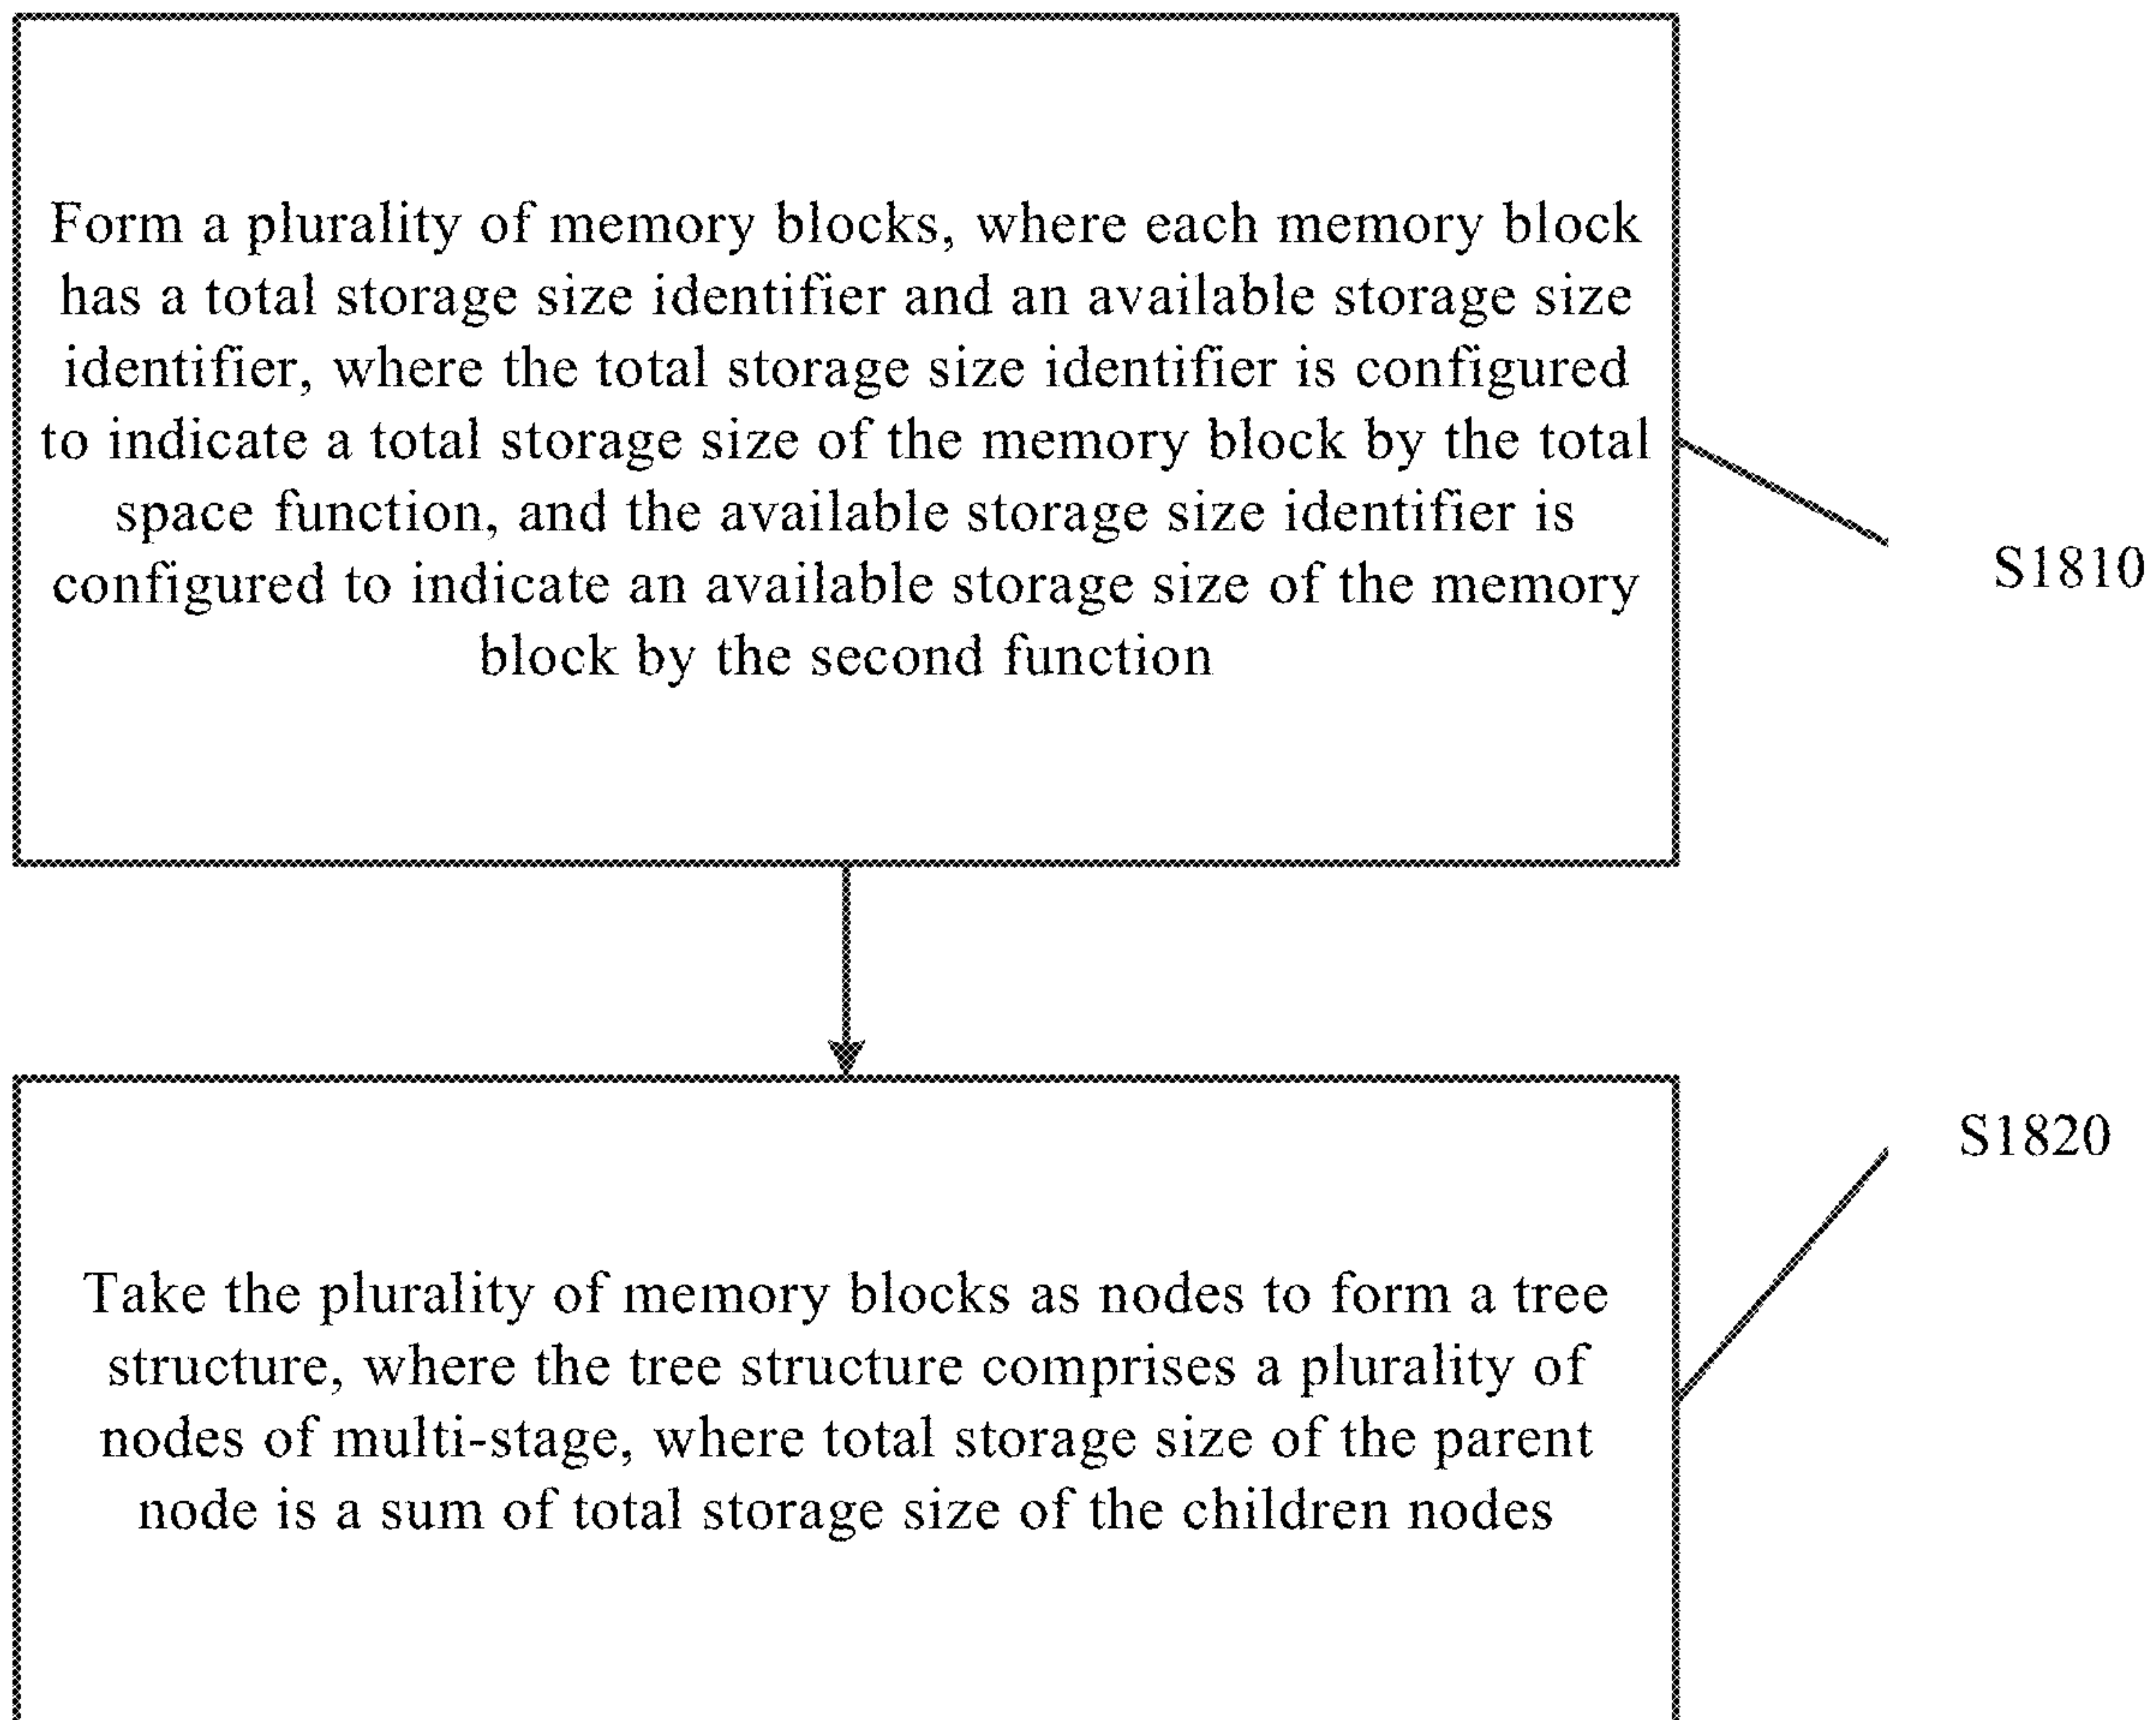 Form a plurality of memory blocks, where each memory block
has a total storage size identifier and an available storage size
identifier, where the total storage size identifier is configured
to indicate a total storage size of the memory block by the total
space function, and the available storage size identifier is
configured to indicate an available storage size of the memory
block by the second function
S1810
S1820
Take the plurality of memory blocks as nodes to form a tree
structure, where the tree structure comprises a plurality of
nodes of multi-stage, where total storage size of the parent
node is a sum of total storage size of the children nodes